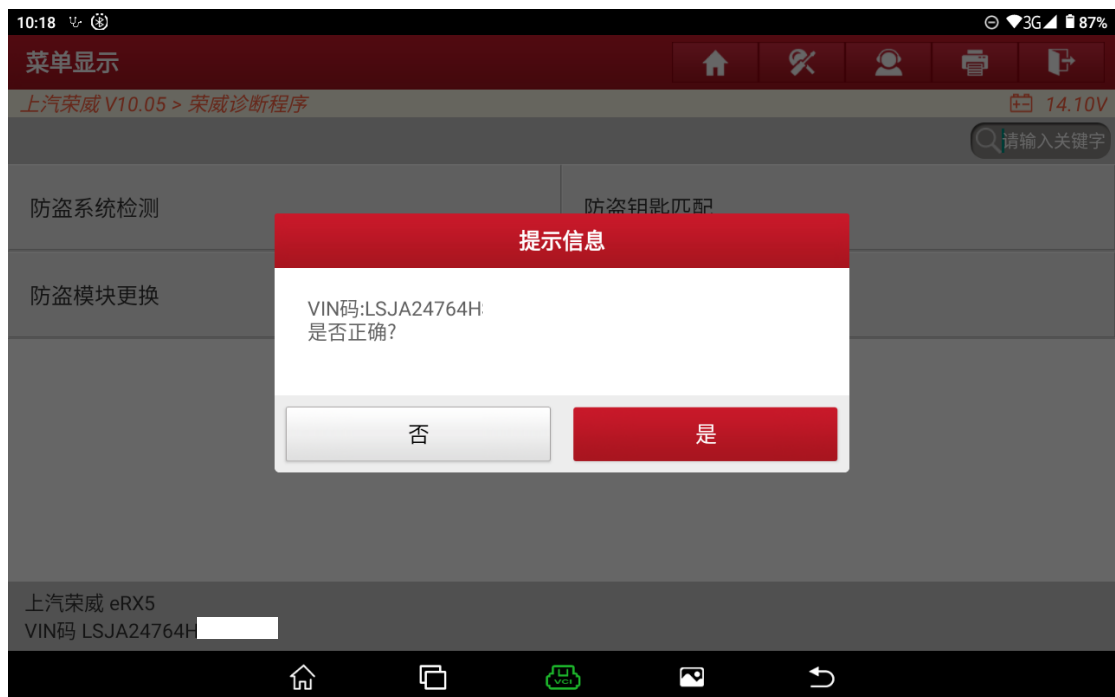 10:18
3G 87%
菜单显示
上汽荣威 V10.05 > 荣威诊断程序
14.10V
请输入关键字
防盗系统检测
防盗钥匙匹配
防盗模块更换
提示信息
VIN码:LSJA24764H
是否正确?
否
是
上汽荣威 eRX5
VIN码 LSJA24764H
VCI